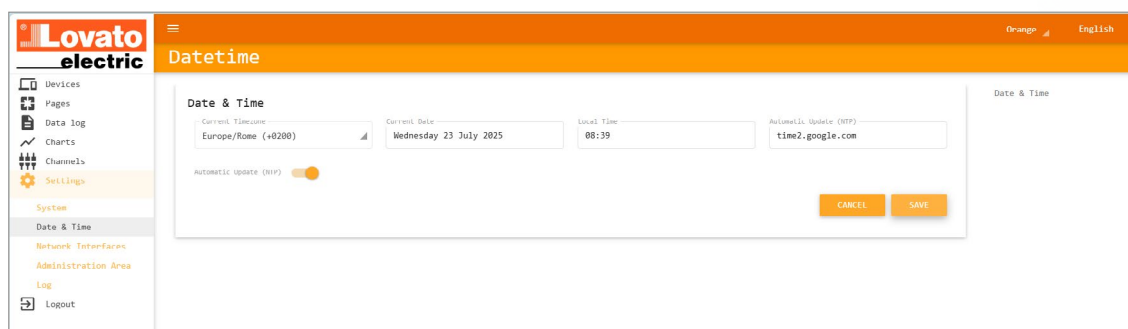 Lovato
electric
Orange
English
Datetime
Devices
Pages
Data log
Charts
Channels
Settings
System
Date & Time
Network Interfaces
Administration Area
Log
Logout
Date & Time
Current Timezone
Current Date
Local Time
Automatic Update (NTP)
Europe/Rome (+0200)
Wednesday 23 July 2025
08:39
time2.google.com
Automatic Update (NTP)
CANCEL
SAVE
Date & Time